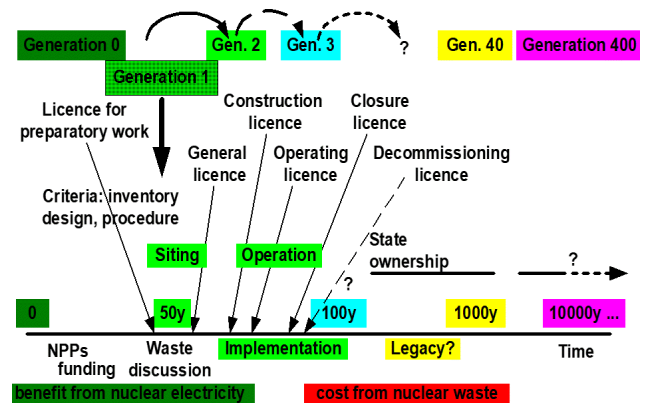 Generation 0
Gen. 2
Gen. 3
?
Gen. 40
Generation 400
Generation 1
Licence for
preparatory work
Construction
licence
Closure
licence
General
licence
Operating
licence
Decommissioning
licence
Criteria: inventory
design, procedure
Siting
Operation
State
ownership
?
?
0
50y
100y
1000y
10000y ...
NPPs
funding
Waste
discussion
Implementation
Legacy?
Time
benefit from nuclear electricity
cost from nuclear waste